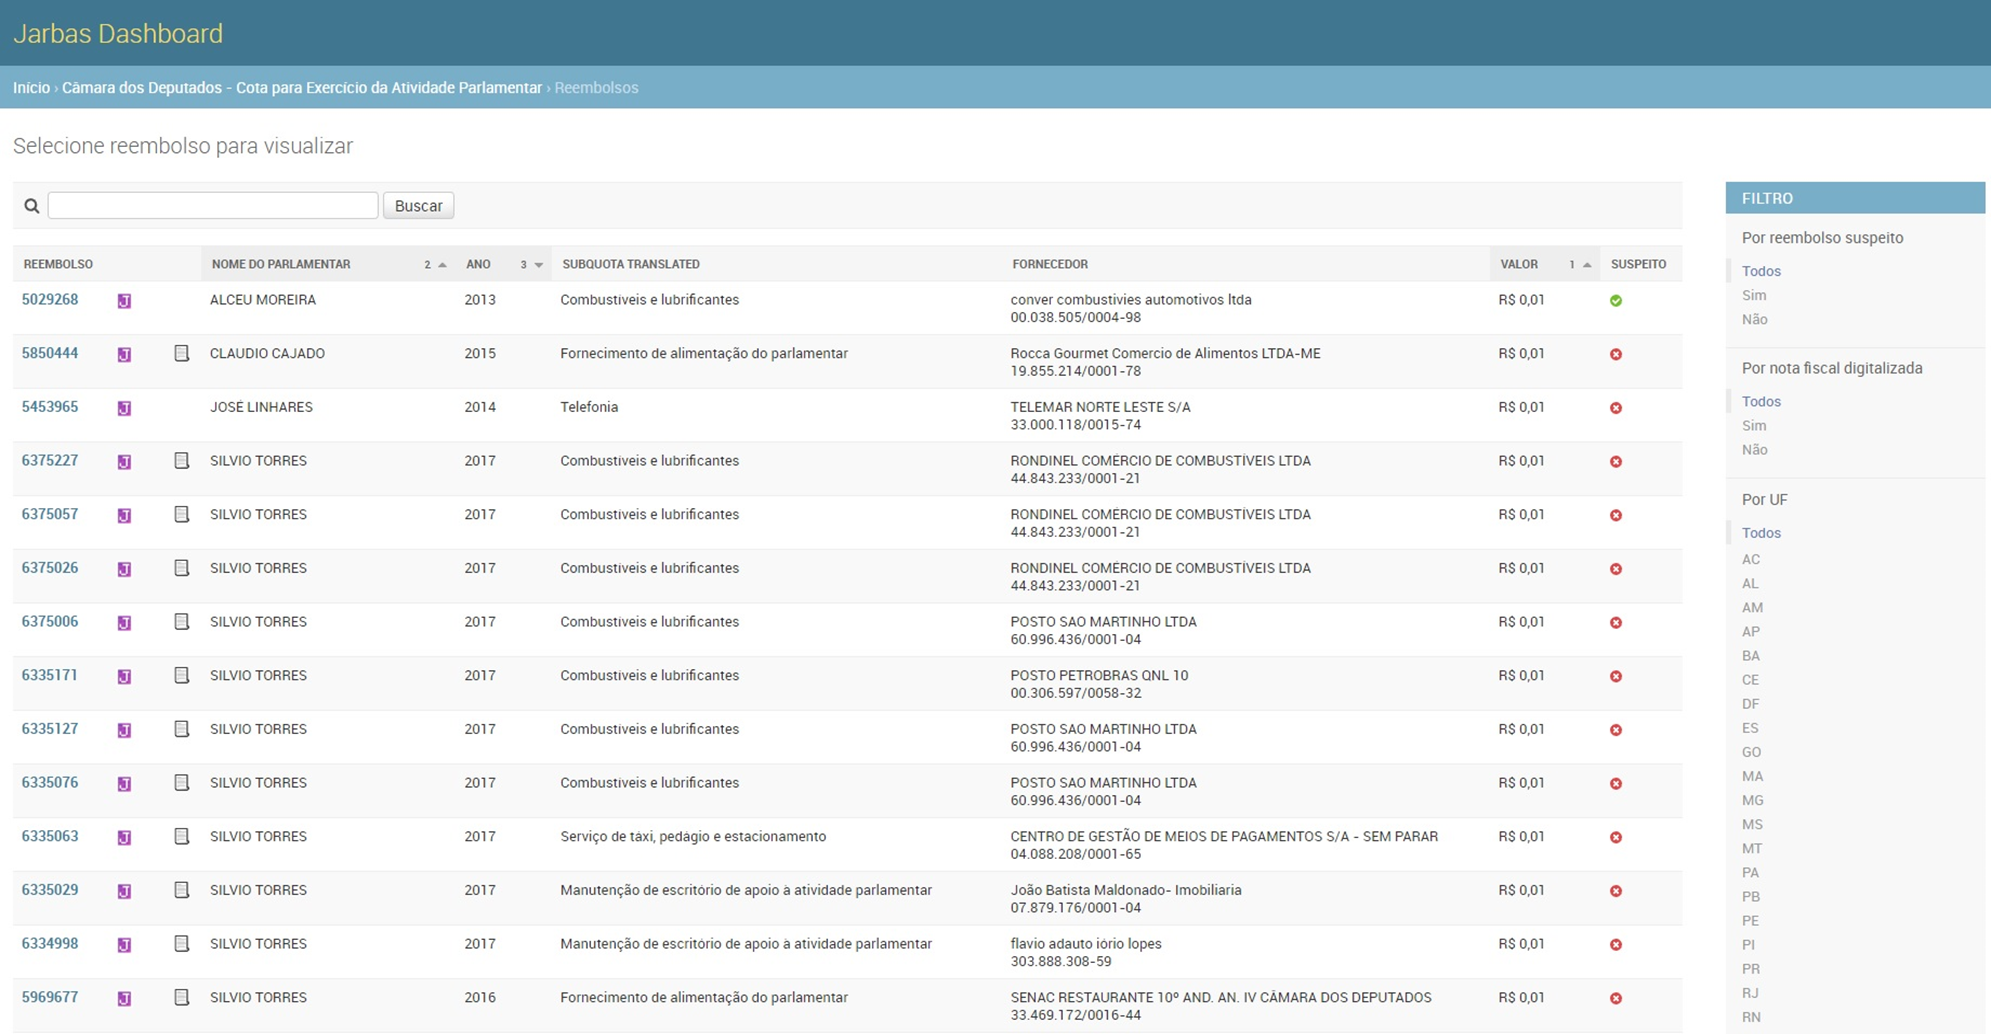 Jarbas Dashboard
Início › Câmara dos Deputados - Cota para Exercício da Atividade Parlamentar › Reembolsos
Selecione reembolso para visualizar
Buscar
REEMBOLSO NOME DO PARLAMENTAR 2 ANO 3 SUBQUOTA TRANSLATED FORNECEDOR VALOR 1 SUSPEITO
5029268 J ALCEU MOREIRA 2013 Combustíveis e lubrificantes conver combustivies automotivos ltda R$ 0,01
00.038.505/0004-98
5850444 J CLAUDIO CAJADO 2015 Fornecimento de alimentação do parlamentar Rocca Gourmet Comercio de Alimentos LTDA-ME R$ 0,01
19.855.214/0001-78
5453965 J JOSÉ LINHARES 2014 Telefonia TELEMAR NORTE LESTE S/A R$ 0,01
33.000.118/0015-74
6375227 J SILVIO TORRES 2017 Combustíveis e lubrificantes RONDINEL COMÉRCIO DE COMBUSTÍVEIS LTDA R$ 0,01
44.843.233/0001-21
6375057 J SILVIO TORRES 2017 Combustíveis e lubrificantes RONDINEL COMÉRCIO DE COMBUSTÍVEIS LTDA R$ 0,01
44.843.233/0001-21
6375026 J SILVIO TORRES 2017 Combustíveis e lubrificantes RONDINEL COMÉRCIO DE COMBUSTÍVEIS LTDA R$ 0,01
44.843.233/0001-21
6375006 J SILVIO TORRES 2017 Combustíveis e lubrificantes POSTO SAO MARTINHO LTDA R$ 0,01
60.996.436/0001-04
6335171 J SILVIO TORRES 2017 Combustíveis e lubrificantes POSTO PETROBRAS QNL 10 R$ 0,01
00.306.597/0058-32
6335127 J SILVIO TORRES 2017 Combustíveis e lubrificantes POSTO SAO MARTINHO LTDA R$ 0,01
60.996.436/0001-04
6335076 J SILVIO TORRES 2017 Combustíveis e lubrificantes POSTO SAO MARTINHO LTDA R$ 0,01
60.996.436/0001-04
6335063 J SILVIO TORRES 2017 Serviço de táxi, pedágio e estacionamento CENTRO DE GESTÃO DE MEIOS DE PAGAMENTOS S/A - SEM PARAR R$ 0,01
04.088.208/0001-65
6335029 J SILVIO TORRES 2017 Manutenção de escritório de apoio à atividade parlamentar João Batista Maldonado- Imobiliaria R$ 0,01
07.879.176/0001-04
6334998 J SILVIO TORRES 2017 Manutenção de escritório de apoio à atividade parlamentar flavio adauto iório lopes R$ 0,01
303.888.308-59
5969677 J SILVIO TORRES 2016 Fornecimento de alimentação do parlamentar SENAC RESTAURANTE 10º AND. AN. IV CÂMARA DOS DEPUTADOS R$ 0,01
33.469.172/0016-44
FILTRO
Por reembolso suspeito
Todos
Sim
Não
Por nota fiscal digitalizada
Todos
Sim
Não
Por UF
Todos
AC
AL
AM
AP
BA
CE
DF
ES
GO
MA
MG
MS
MT
PA
PB
PE
PI
PR
RJ
RN